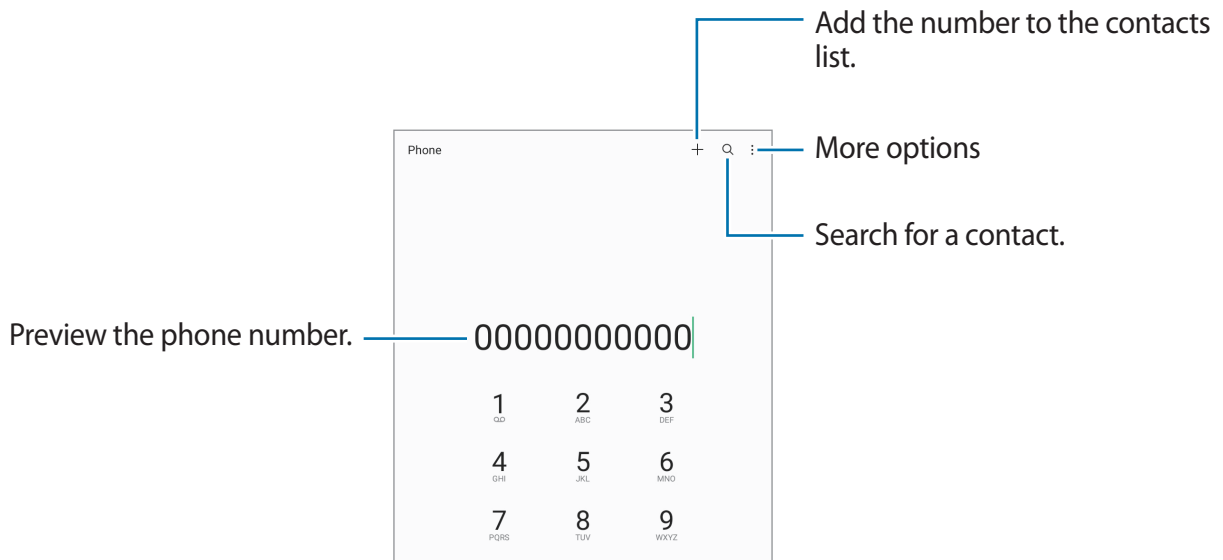 Add the number to the contacts
list.
Phone
More options
Search for a contact.
Preview the phone number.
00000000000
1 2 3
ABC DEF
4 5 6
GHI JKL MNO
7 8 9
PQRS TUV WXYZ